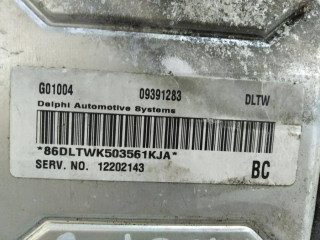 G01004 09391283 DLTW
Delphi Automotive Systems
*86DLTWK503561KJA*
SERV. NO. 12202143 BC